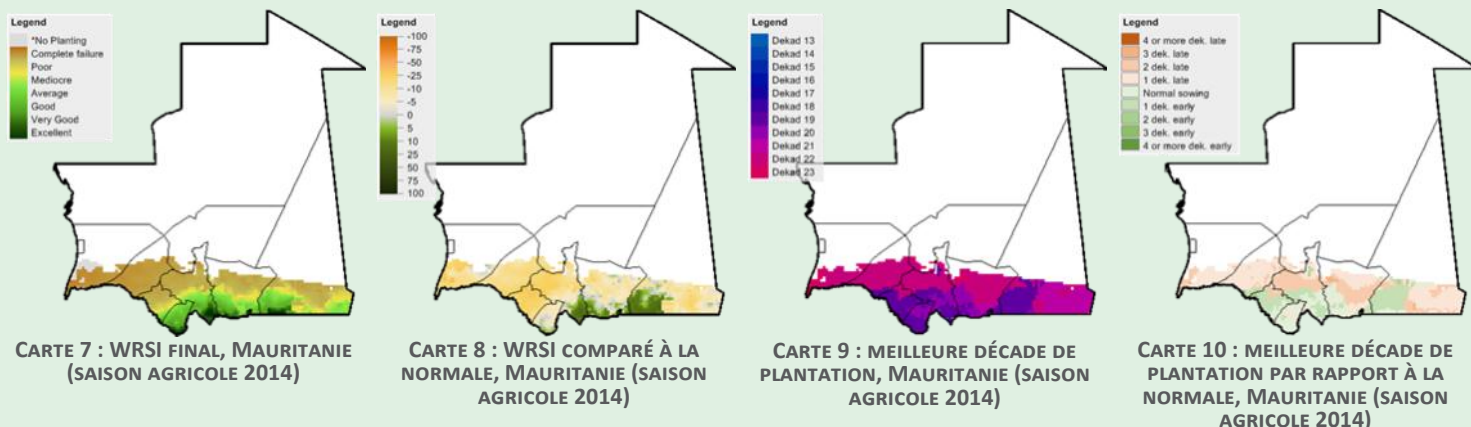 Legend
*No Planting
Complete failure
Poor
Mediocre
Average
Good
Very Good
Excellent
CARTE 7 : WRSI FINAL, MAURITANIE
(SAISON AGRICOLE 2014)
Legend
-100
-75
-50
-25
-10
-5
0
5
10
25
50
75
100
CARTE 8 : WRSI COMPARÉ À LA
NORMALE, MAURITANIE (SAISON
AGRICOLE 2014)
Legend
Dekad 13
Dekad 14
Dekad 15
Dekad 16
Dekad 17
Dekad 18
Dekad 19
Dekad 20
Dekad 21
Dekad 22
Dekad 23
CARTE 9 : MEILLEURE DÉCADE DE
PLANTATION, MAURITANIE (SAISON
AGRICOLE 2014)
Legend
4 or more dek. late
3 dek. late
2 dek. late
1 dek. late
Normal sowing
1 dek. early
2 dek. early
3 dek. early
4 or more dek. early
CARTE 10 : MEILLEURE DÉCADE DE
PLANTATION PAR RAPPORT À LA
NORMALE, MAURITANIE (SAISON
AGRICOLE 2014)